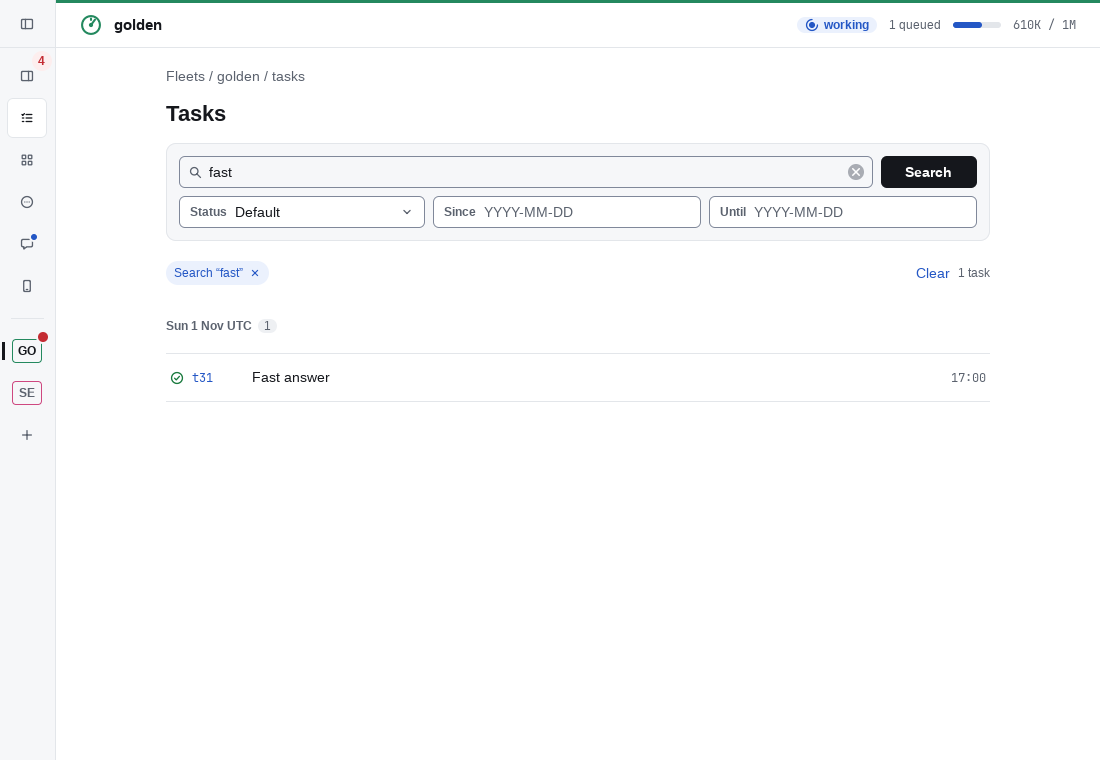 golden
working
1 queued
610K / 1M
4
Fleets / golden / tasks
Tasks
fast
Search
Status Default
Since YYYY-MM-DD
Until YYYY-MM-DD
Search “fast”
Clear
1 task
Sun 1 Nov UTC 1
t31 Fast answer 17:00
GO
SE